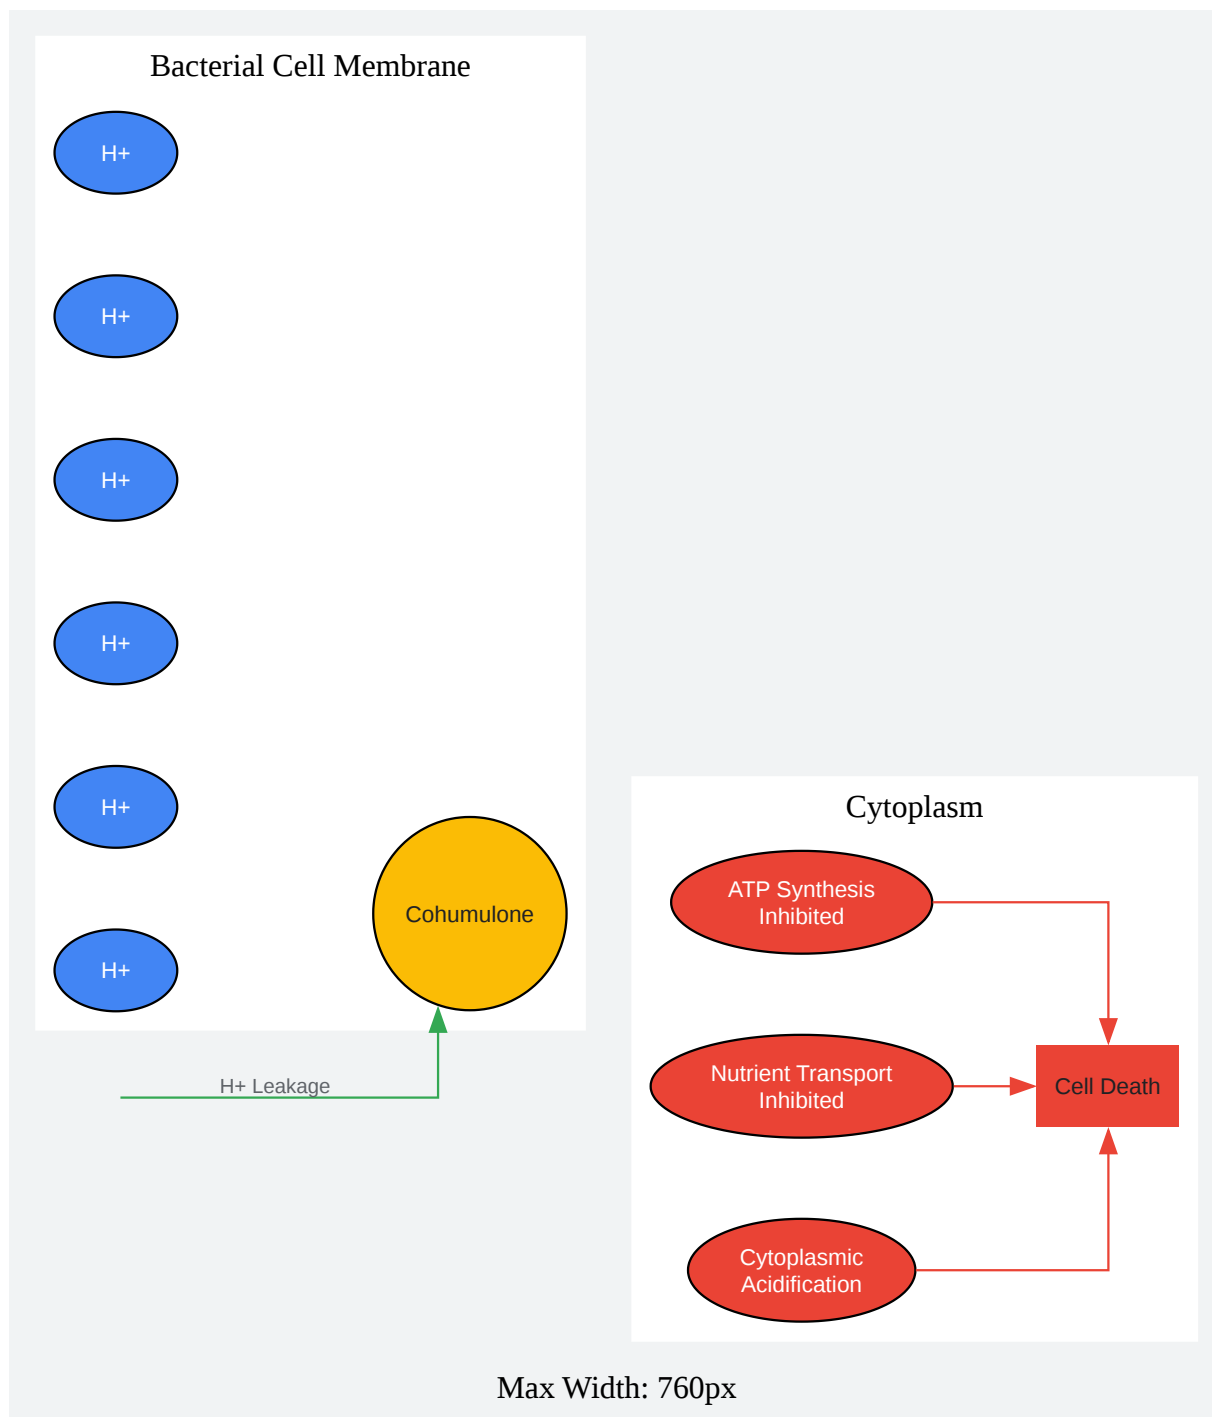 Bacterial Cell Membrane
H+
H+
H+
H+
H+
H+
Cohumulone
H+ Leakage
Cytoplasm
ATP Synthesis
Inhibited
Nutrient Transport
Inhibited
Cell Death
Cytoplasmic
Acidification
Max Width: 760px